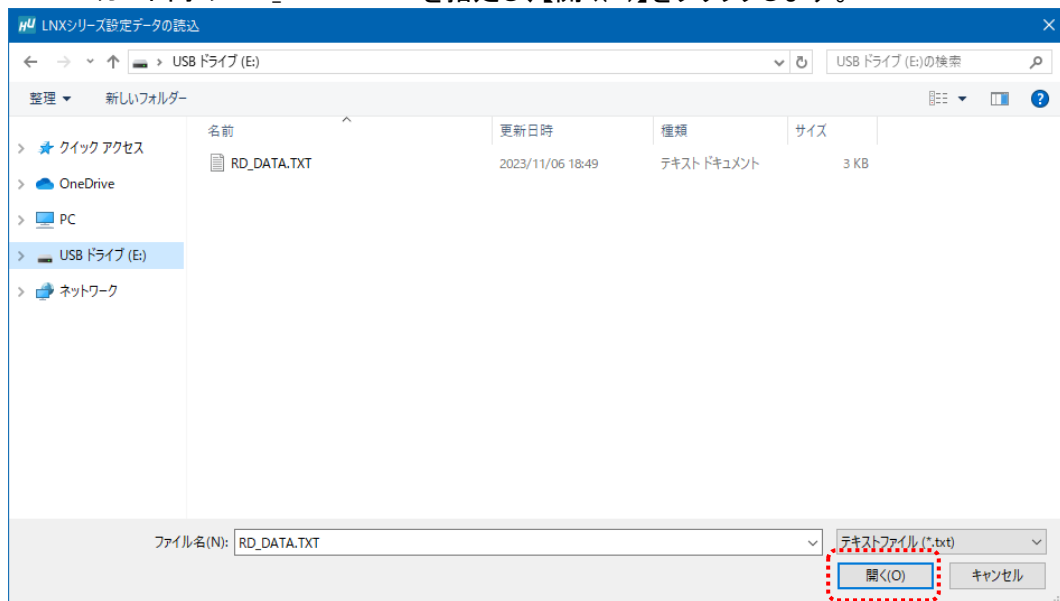 LNXシリーズ設定データの読込
USB ドライブ (E:)
USB ドライブ (E:)の検索
整理
新しいフォルダー
名前 更新日時 種類 サイズ
RD_DATA.TXT 2023/11/06 18:49 テキスト ドキュメント 3 KB
クイック アクセス
OneDrive
PC
USB ドライブ (E:)
ネットワーク
ファイル名(N): RD_DATA.TXT
テキストファイル (*.txt)
開く(O) キャンセル